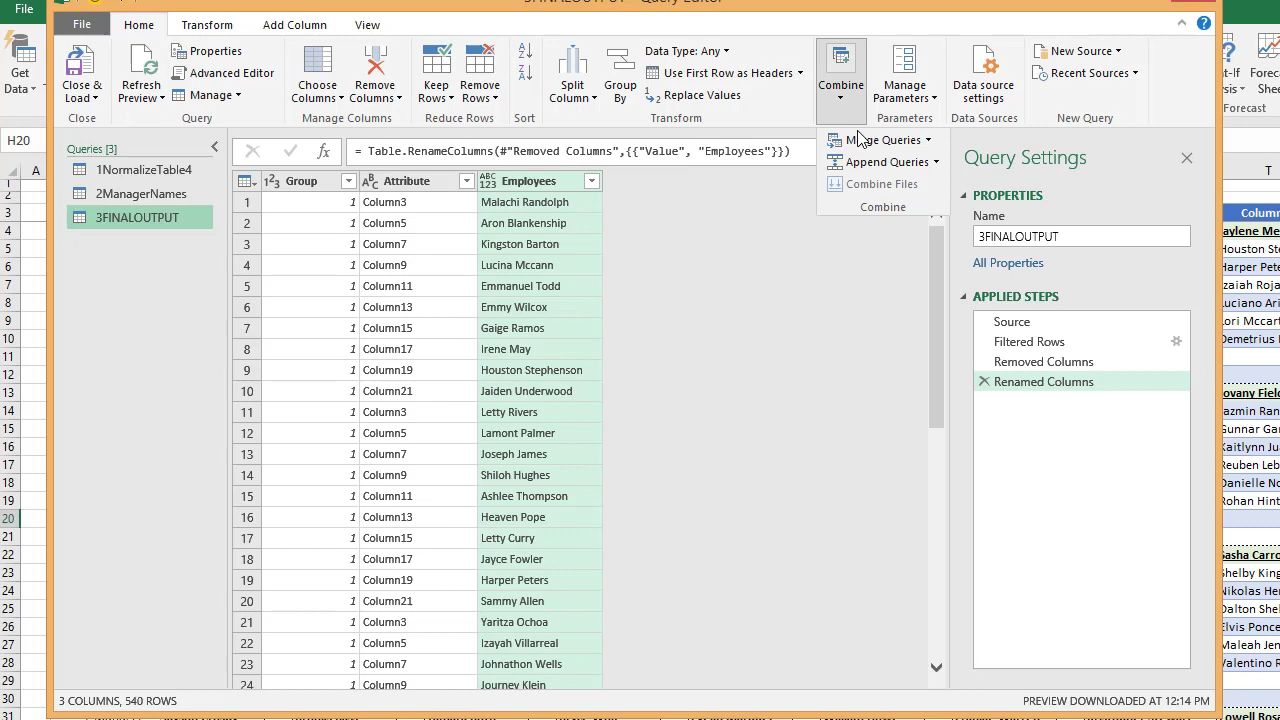 File
3FINALOUTPUT - Query Editor
File
Home
Transform
Add Column
View
Get
Data
Close &
Load
Close
Refresh
Preview
Properties
Advanced Editor
Manage
Query
Choose
Columns
Remove
Columns
Manage Columns
Keep
Rows
Remove
Rows
Reduce Rows
Sort
Split
Column
Group
By
Data Type: Any
Use First Row as Headers
Replace Values
Transform
Combine
Manage
Parameters
Parameters
Data source
settings
Data Sources
New Source
Recent Sources
New Query
Forecast
H20
Queries [3]
1NormalizeTable4
2ManagerNames
3FINALOUTPUT
= Table.RenameColumns(#"Removed Columns",{{"Value", "Employees"}})
Append Queries
Combine Files
Combine
Group Attribute Employees
1 1 Column3 Malachi Randolph
2 1 Column5 Aron Blankenship
3 1 Column7 Kingston Barton
4 1 Column9 Lucina Mccann
5 1 Column11 Emmanuel Todd
6 1 Column13 Emmy Wilcox
7 1 Column15 Gaige Ramos
8 1 Column17 Irene May
9 1 Column19 Houston Stephenson
10 1 Column21 Jaiden Underwood
11 1 Column3 Letty Rivers
12 1 Column5 Lamont Palmer
13 1 Column7 Joseph James
14 1 Column9 Shiloh Hughes
15 1 Column11 Ashlee Thompson
16 1 Column13 Heaven Pope
17 1 Column15 Letty Curry
18 1 Column17 Jayce Fowler
19 1 Column19 Harper Peters
20 1 Column21 Sammy Allen
21 1 Column3 Yaritza Ochoa
22 1 Column5 Izayah Villarreal
23 1 Column7 Johnathon Wells
24 1 Column9 Journey Klein
Query Settings
PROPERTIES
Name
3FINALOUTPUT
All Properties
APPLIED STEPS
Source
Filtered Rows
Removed Columns
Renamed Columns
3 COLUMNS, 540 ROWS
PREVIEW DOWNLOADED AT 12:14 PM